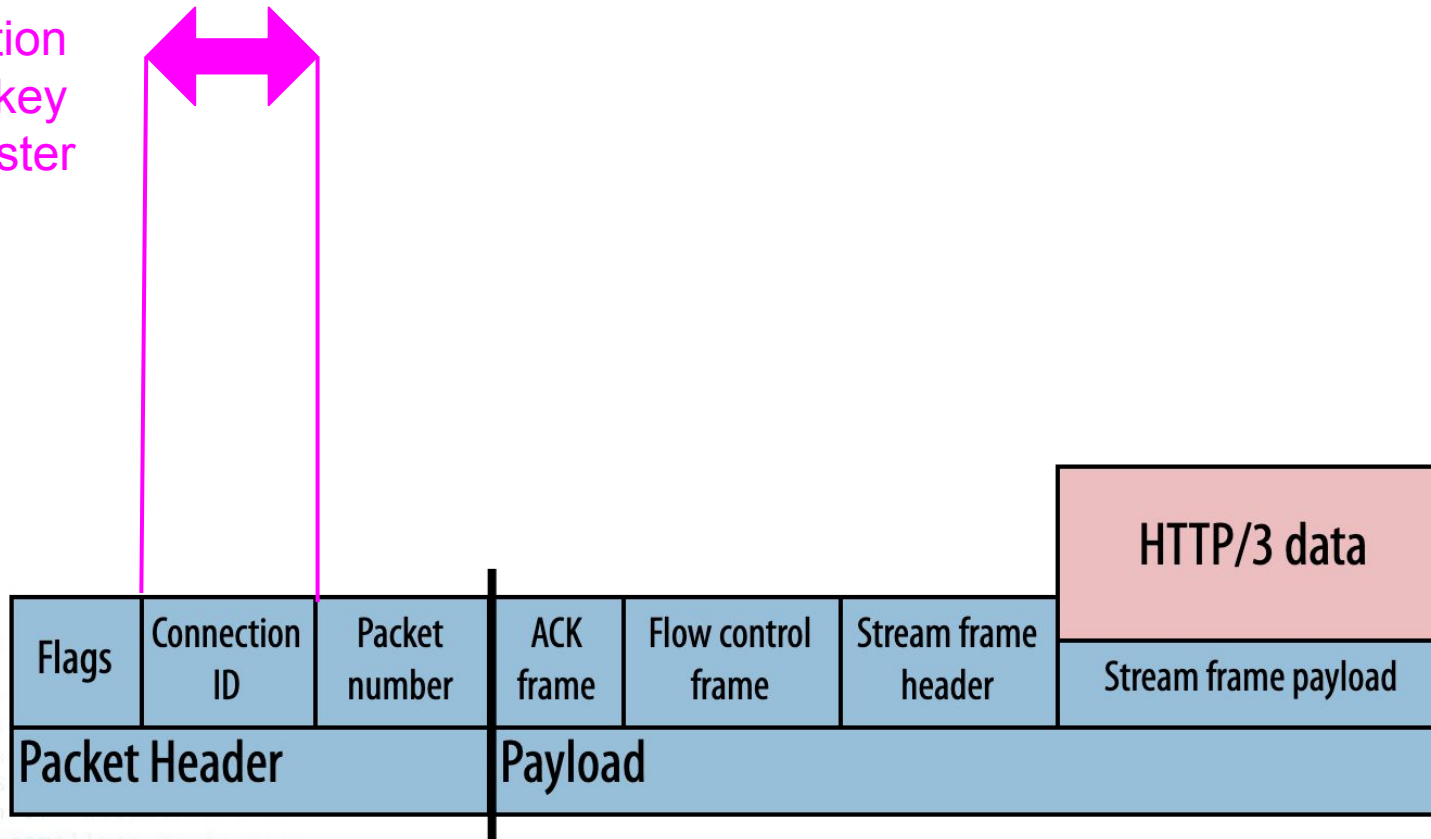 tion
key
ster
HTTP/3 data
Flags
Connection
ID
Packet
number
ACK
frame
Flow control
frame
Stream frame
header
Stream frame payload
Packet Header
Payload